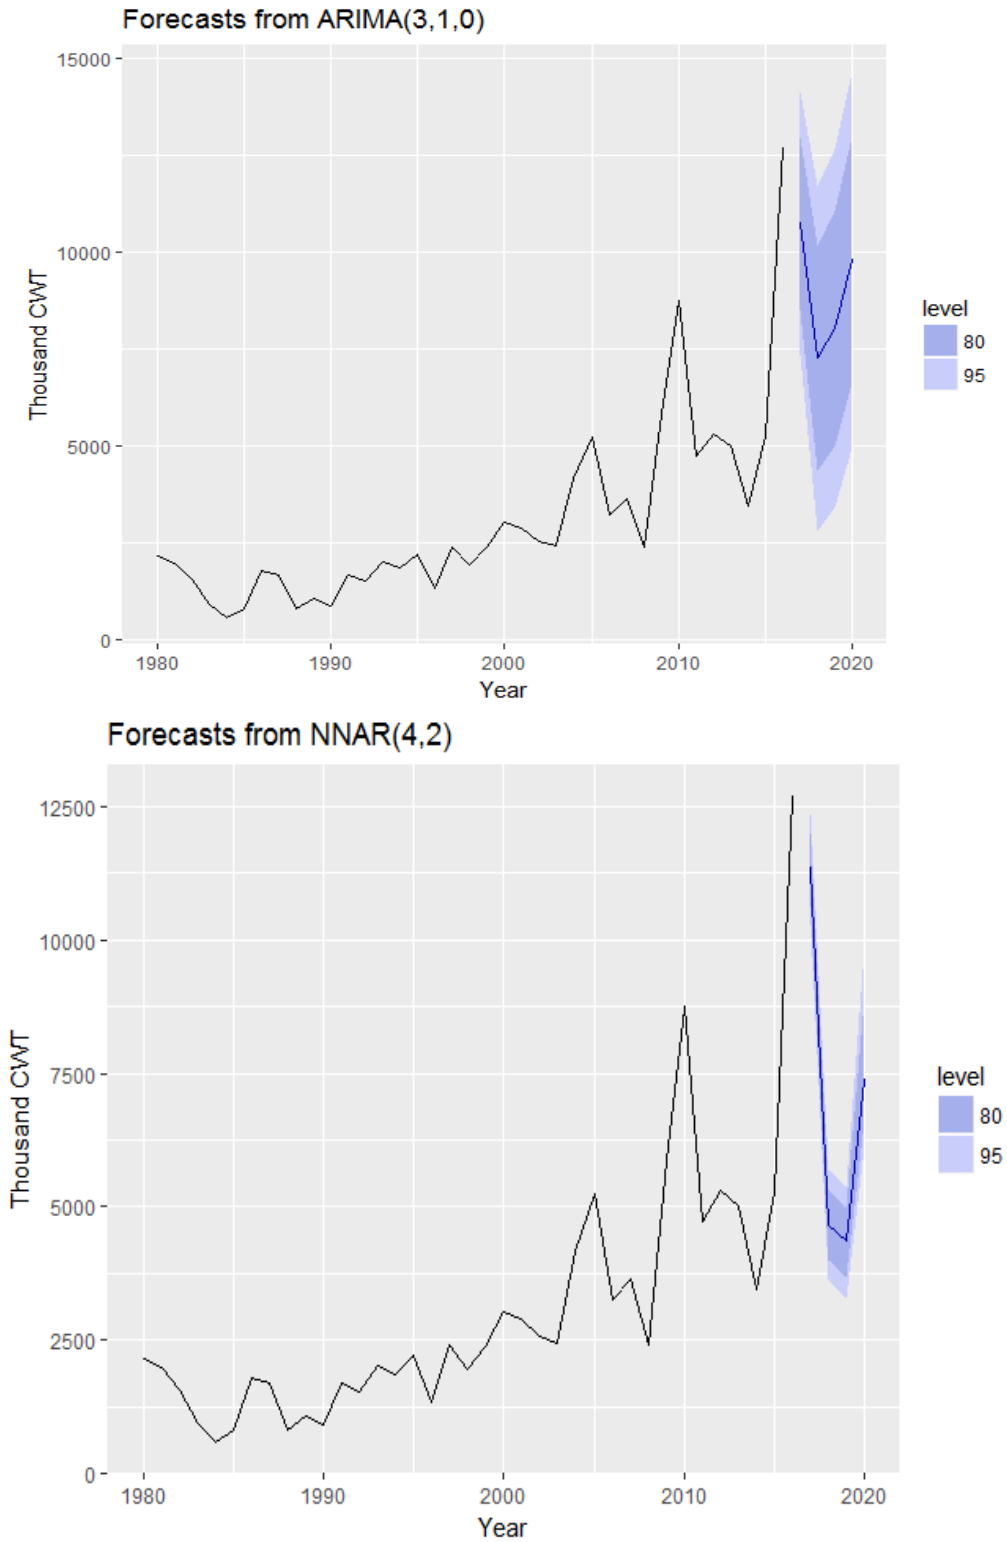 Forecasts from ARIMA(3,1,0)
15000
10000
5000
0
Thousand CWT
1980 1990 2000 2010 2020
Year
level
80
95
Forecasts from NNAR(4,2)
12500
10000
7500
5000
2500
0
Thousand CWT
1980 1990 2000 2010 2020
Year
level
80
95